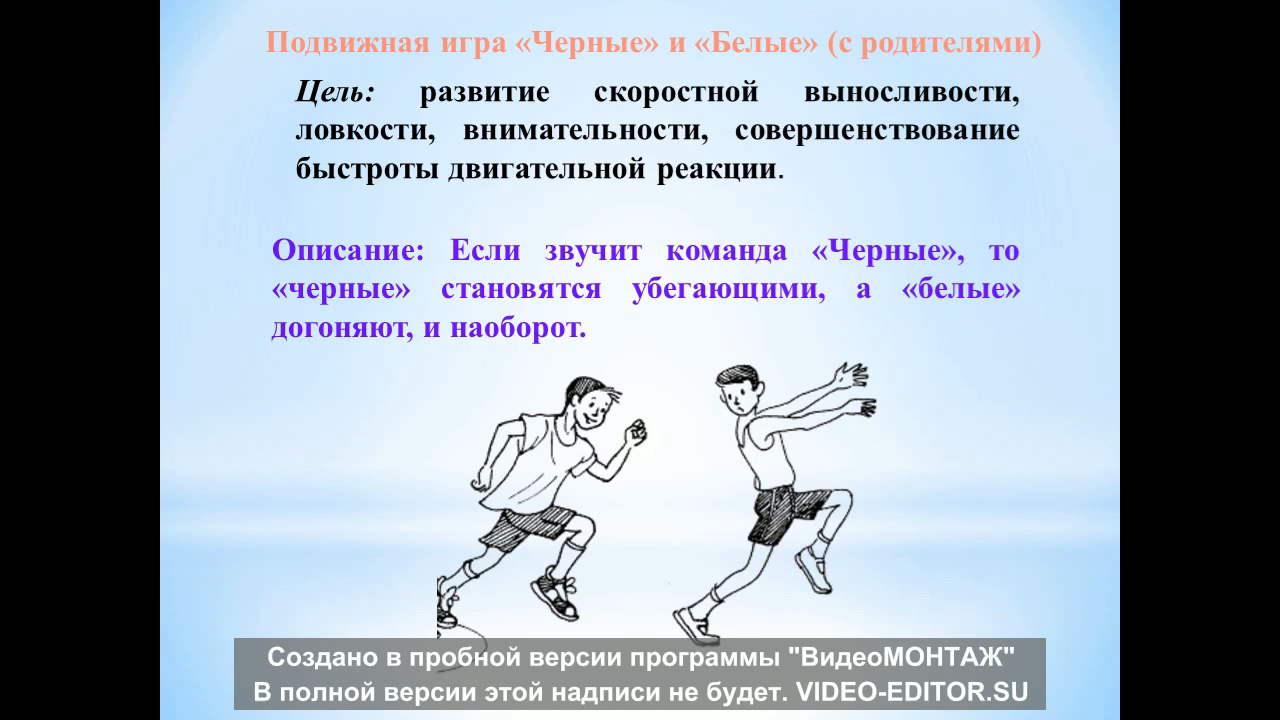 Подвижная игра «Черные» и «Белые» (с родителями)
Цель: развитие скоростной выносливости,
ловкости, внимательности, совершенствование
быстроты двигательной реакции.
Описание: Если звучит команда «Черные», то
«черные» становятся убегающими, а «белые»
догоняют, и наоборот.
Создано в пробной версии программы "ВидеоМОНТАЖ"
В полной версии этой надписи не будет. VIDEO-EDITOR.SU